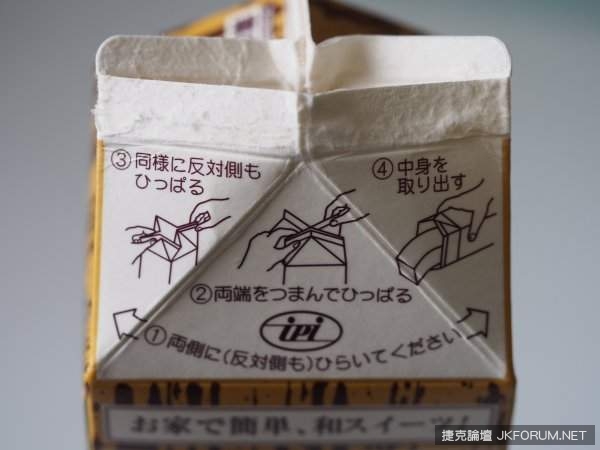 ③同様に反対側も
ひっぱる
④中身を
取り出す
②両端をつまんでひっぱる
ipi
①両側に(反対側も)ひらいてください
お家で簡単、和スイーツ!
捷克論壇 JKFORUM.NET